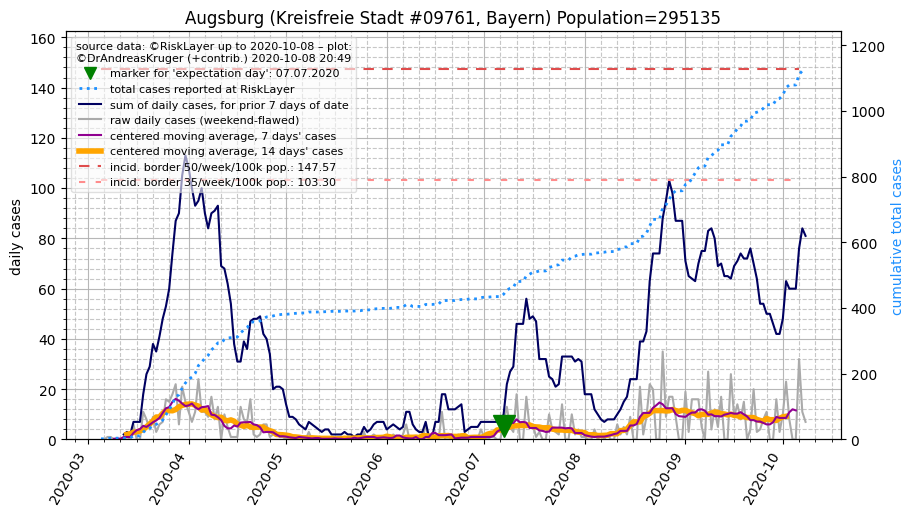 Augsburg (Kreisfreie Stadt #09761, Bayern) Population=295135
source data: ©RiskLayer up to 2020-10-08 – plot:
©DrAndreasKruger (+contrib.) 2020-10-08 20:49
marker for 'expectation day': 07.07.2020
total cases reported at RiskLayer
sum of daily cases, for prior 7 days of date
raw daily cases (weekend-flawed)
centered moving average, 7 days' cases
centered moving average, 14 days' cases
incid. border 50/week/100k pop.: 147.57
incid. border 35/week/100k pop.: 103.30
daily cases
160
140
120
100
80
60
40
20
0
cumulative total cases
1200
1000
800
600
400
200
0
2020-03
2020-04
2020-05
2020-06
2020-07
2020-08
2020-09
2020-10